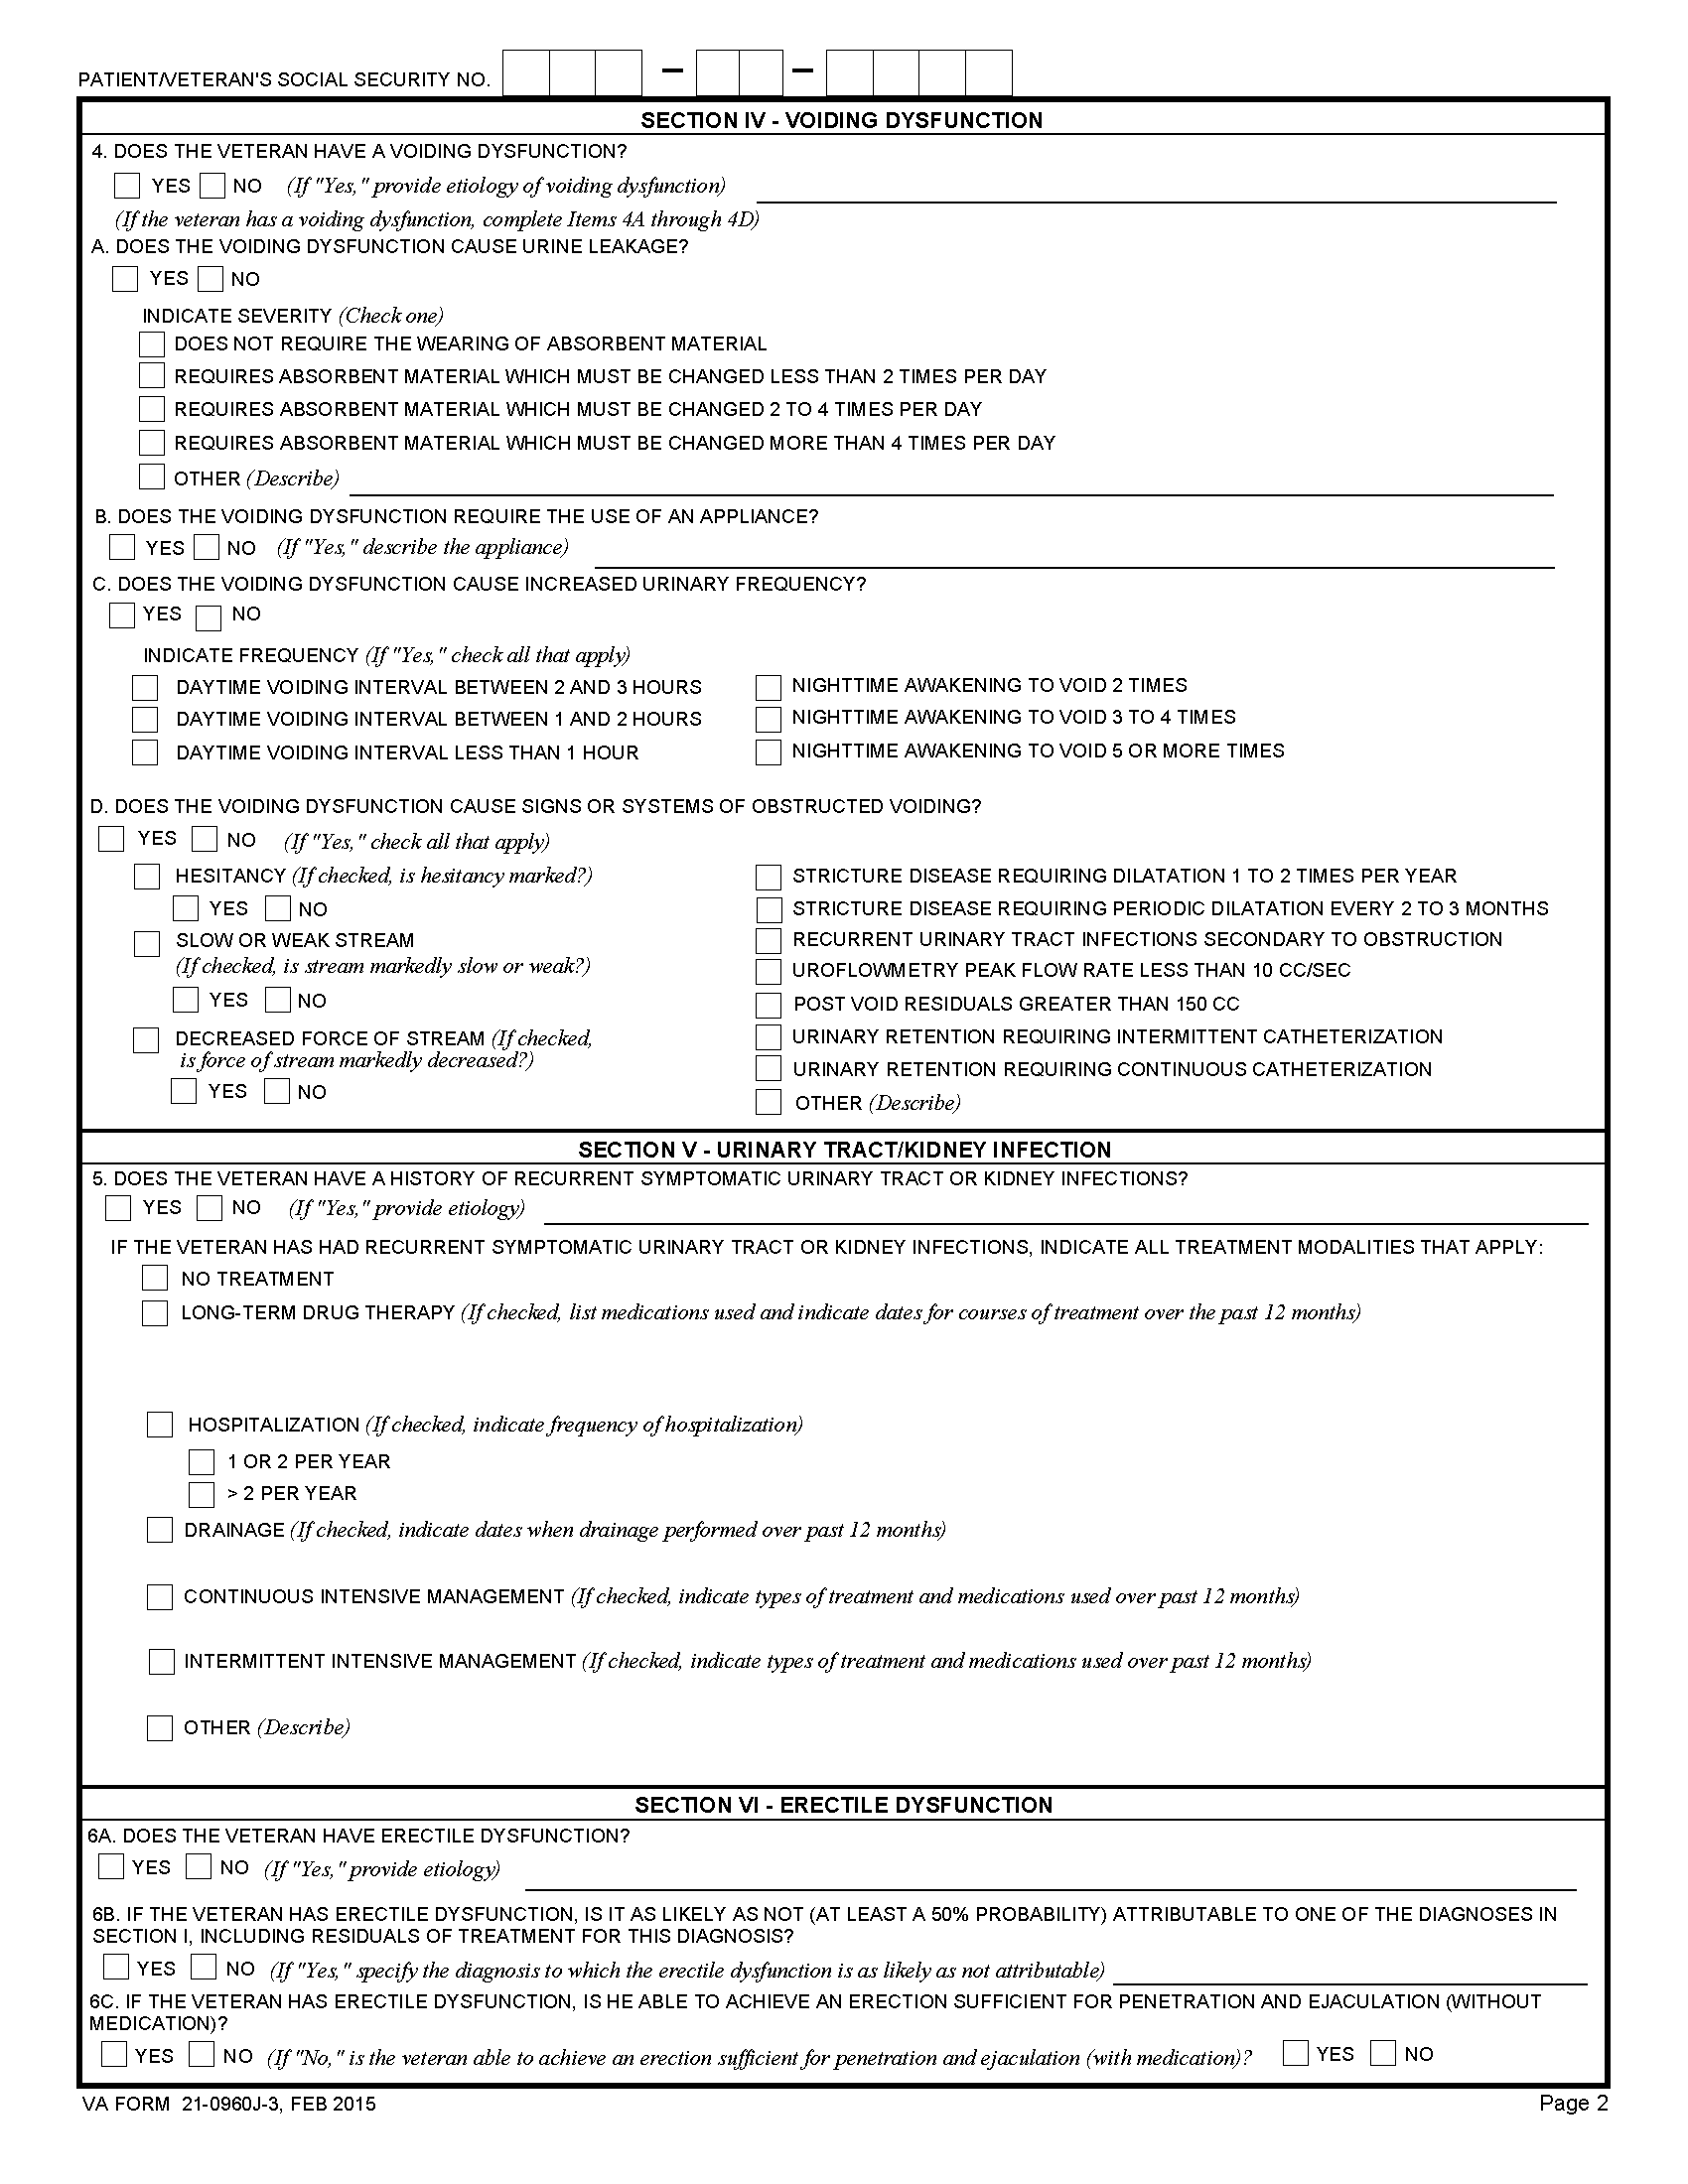 PATIENT/VETERAN'S SOCIAL SECURITY NO. – –
SECTION IV - VOIDING DYSFUNCTION
4. DOES THE VETERAN HAVE A VOIDING DYSFUNCTION?
YES NO (If "Yes," provide etiology of voiding dysfunction)
(If the veteran has a voiding dysfunction, complete Items 4A through 4D)
A. DOES THE VOIDING DYSFUNCTION CAUSE URINE LEAKAGE?
YES NO
INDICATE SEVERITY (Check one)
DOES NOT REQUIRE THE WEARING OF ABSORBENT MATERIAL
REQUIRES ABSORBENT MATERIAL WHICH MUST BE CHANGED LESS THAN 2 TIMES PER DAY
REQUIRES ABSORBENT MATERIAL WHICH MUST BE CHANGED 2 TO 4 TIMES PER DAY
REQUIRES ABSORBENT MATERIAL WHICH MUST BE CHANGED MORE THAN 4 TIMES PER DAY
OTHER (Describe)
B. DOES THE VOIDING DYSFUNCTION REQUIRE THE USE OF AN APPLIANCE?
YES NO (If "Yes," describe the appliance)
C. DOES THE VOIDING DYSFUNCTION CAUSE INCREASED URINARY FREQUENCY?
YES NO
INDICATE FREQUENCY (If "Yes," check all that apply)
DAYTIME VOIDING INTERVAL BETWEEN 2 AND 3 HOURS
DAYTIME VOIDING INTERVAL BETWEEN 1 AND 2 HOURS
DAYTIME VOIDING INTERVAL LESS THAN 1 HOUR
NIGHTTIME AWAKENING TO VOID 2 TIMES
NIGHTTIME AWAKENING TO VOID 3 TO 4 TIMES
NIGHTTIME AWAKENING TO VOID 5 OR MORE TIMES
D. DOES THE VOIDING DYSFUNCTION CAUSE SIGNS OR SYSTEMS OF OBSTRUCTED VOIDING?
YES NO (If "Yes," check all that apply)
HESITANCY (If checked, is hesitancy marked?)
YES NO
SLOW OR WEAK STREAM
(If checked, is stream markedly slow or weak?)
YES NO
DECREASED FORCE OF STREAM (If checked,
is force of stream markedly decreased?)
YES NO
STRICTURE DISEASE REQUIRING DILATATION 1 TO 2 TIMES PER YEAR
STRICTURE DISEASE REQUIRING PERIODIC DILATATION EVERY 2 TO 3 MONTHS
RECURRENT URINARY TRACT INFECTIONS SECONDARY TO OBSTRUCTION
UROFLOWMETRY PEAK FLOW RATE LESS THAN 10 CC/SEC
POST VOID RESIDUALS GREATER THAN 150 CC
URINARY RETENTION REQUIRING INTERMITTENT CATHETERIZATION
URINARY RETENTION REQUIRING CONTINUOUS CATHETERIZATION
OTHER (Describe)
SECTION V - URINARY TRACT/KIDNEY INFECTION
5. DOES THE VETERAN HAVE A HISTORY OF RECURRENT SYMPTOMATIC URINARY TRACT OR KIDNEY INFECTIONS?
YES NO (If "Yes," provide etiology)
IF THE VETERAN HAS HAD RECURRENT SYMPTOMATIC URINARY TRACT OR KIDNEY INFECTIONS, INDICATE ALL TREATMENT MODALITIES THAT APPLY:
NO TREATMENT
LONG-TERM DRUG THERAPY (If checked, list medications used and indicate dates for courses of treatment over the past 12 months)
HOSPITALIZATION (If checked, indicate frequency of hospitalization)
1 OR 2 PER YEAR
> 2 PER YEAR
DRAINAGE (If checked, indicate dates when drainage performed over past 12 months)
CONTINUOUS INTENSIVE MANAGEMENT (If checked, indicate types of treatment and medications used over past 12 months)
INTERMITTENT INTENSIVE MANAGEMENT (If checked, indicate types of treatment and medications used over past 12 months)
OTHER (Describe)
SECTION VI - ERECTILE DYSFUNCTION
6A. DOES THE VETERAN HAVE ERECTILE DYSFUNCTION?
YES NO (If "Yes," provide etiology)
6B. IF THE VETERAN HAS ERECTILE DYSFUNCTION, IS IT AS LIKELY AS NOT (AT LEAST A 50% PROBABILITY) ATTRIBUTABLE TO ONE OF THE DIAGNOSES IN
SECTION I, INCLUDING RESIDUALS OF TREATMENT FOR THIS DIAGNOSIS?
YES NO (If "Yes," specify the diagnosis to which the erectile dysfunction is as likely as not attributable)
6C. IF THE VETERAN HAS ERECTILE DYSFUNCTION, IS HE ABLE TO ACHIEVE AN ERECTION SUFFICIENT FOR PENETRATION AND EJACULATION (WITHOUT
MEDICATION)?
YES NO (If "No," is the veteran able to achieve an erection sufficient for penetration and ejaculation (with medication)? YES NO
VA FORM 21-0960J-3, FEB 2015
Page 2